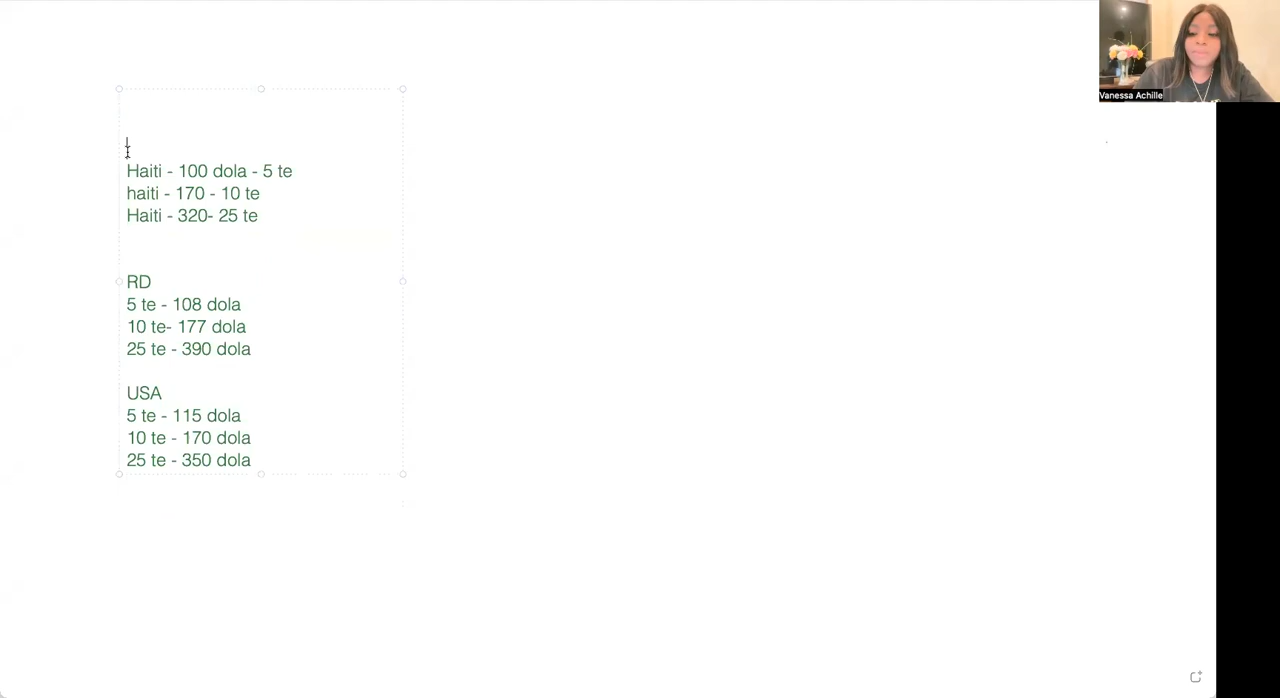 Vanessa Achille
Haiti - 100 dola - 5 te
haiti - 170 - 10 te
Haiti - 320- 25 te
RD
5 te - 108 dola
10 te- 177 dola
25 te - 390 dola
USA
5 te - 115 dola
10 te - 170 dola
25 te - 350 dola